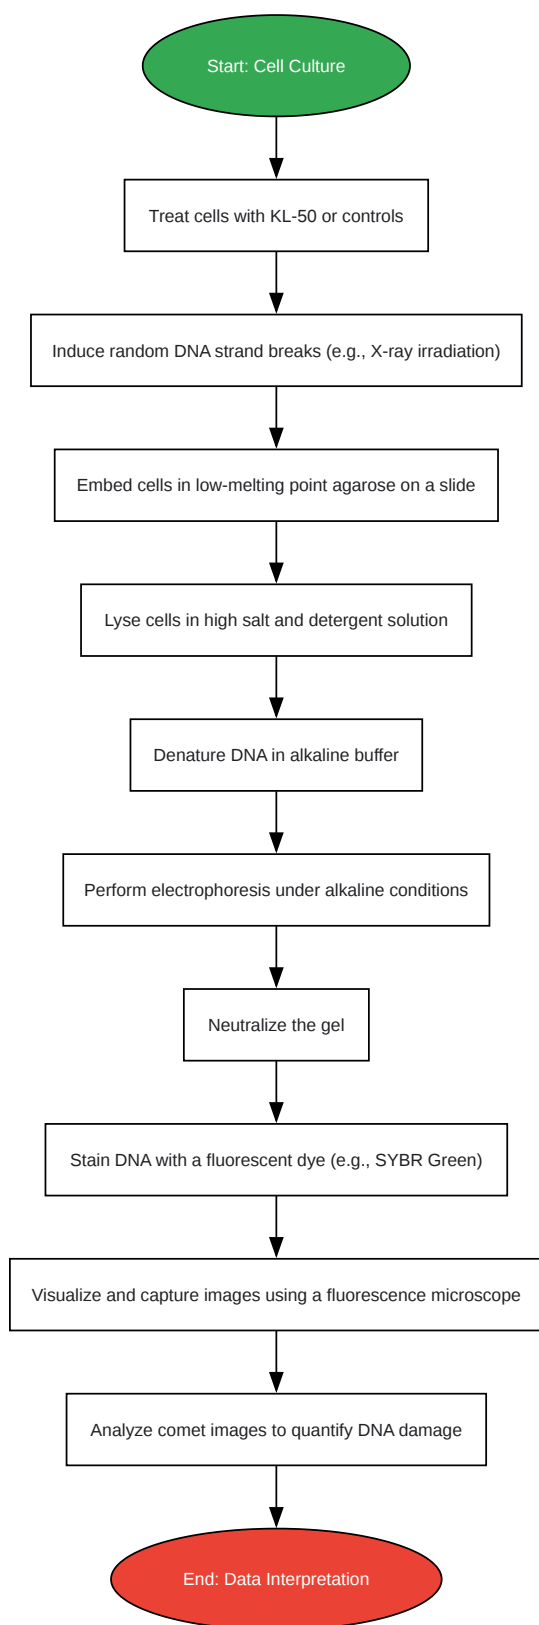 Start: Cell Culture
Treat cells with KL-50 or controls
Induce random DNA strand breaks (e.g., X-ray irradiation)
Embed cells in low-melting point agarose on a slide
Lyse cells in high salt and detergent solution
Denature DNA in alkaline buffer
Perform electrophoresis under alkaline conditions
Neutralize the gel
Stain DNA with a fluorescent dye (e.g., SYBR Green)
Visualize and capture images using a fluorescence microscope
Analyze comet images to quantify DNA damage
End: Data Interpretation